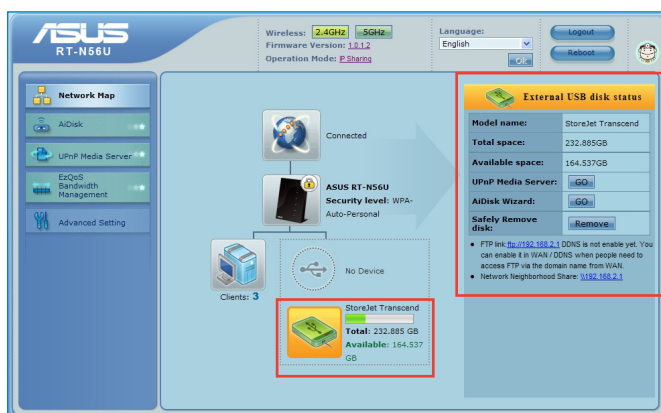 ASUS
RT-N56U
Wireless: 2.4GHz 5GHz
Firmware Version: 1.0.1.2
Operation Mode: IP Sharing
Language:
English
OK
Logout
Reboot
Network Map
AiDisk
UPnP Media Server
EzQoS
Bandwidth
Management
Advanced Setting
Connected
ASUS RT-N56U
Security level: WPA-
Auto-Personal
Clients: 3
No Device
StoreJet Transcend
Total: 232.885 GB
Available: 164.537
GB
External USB disk status
Model name: StoreJet Transcend
Total space: 232.885GB
Available space: 164.537GB
UPnP Media Server: GO
AiDisk Wizard: GO
Safely Remove
disk: Remove
FTP link:ftp://192.168.2.1 DDNS is not enable yet. You
can enable it in WAN / DDNS when people need to
access FTP via the domain name from WAN.
Network Neighborhood Share: \\192.168.2.1